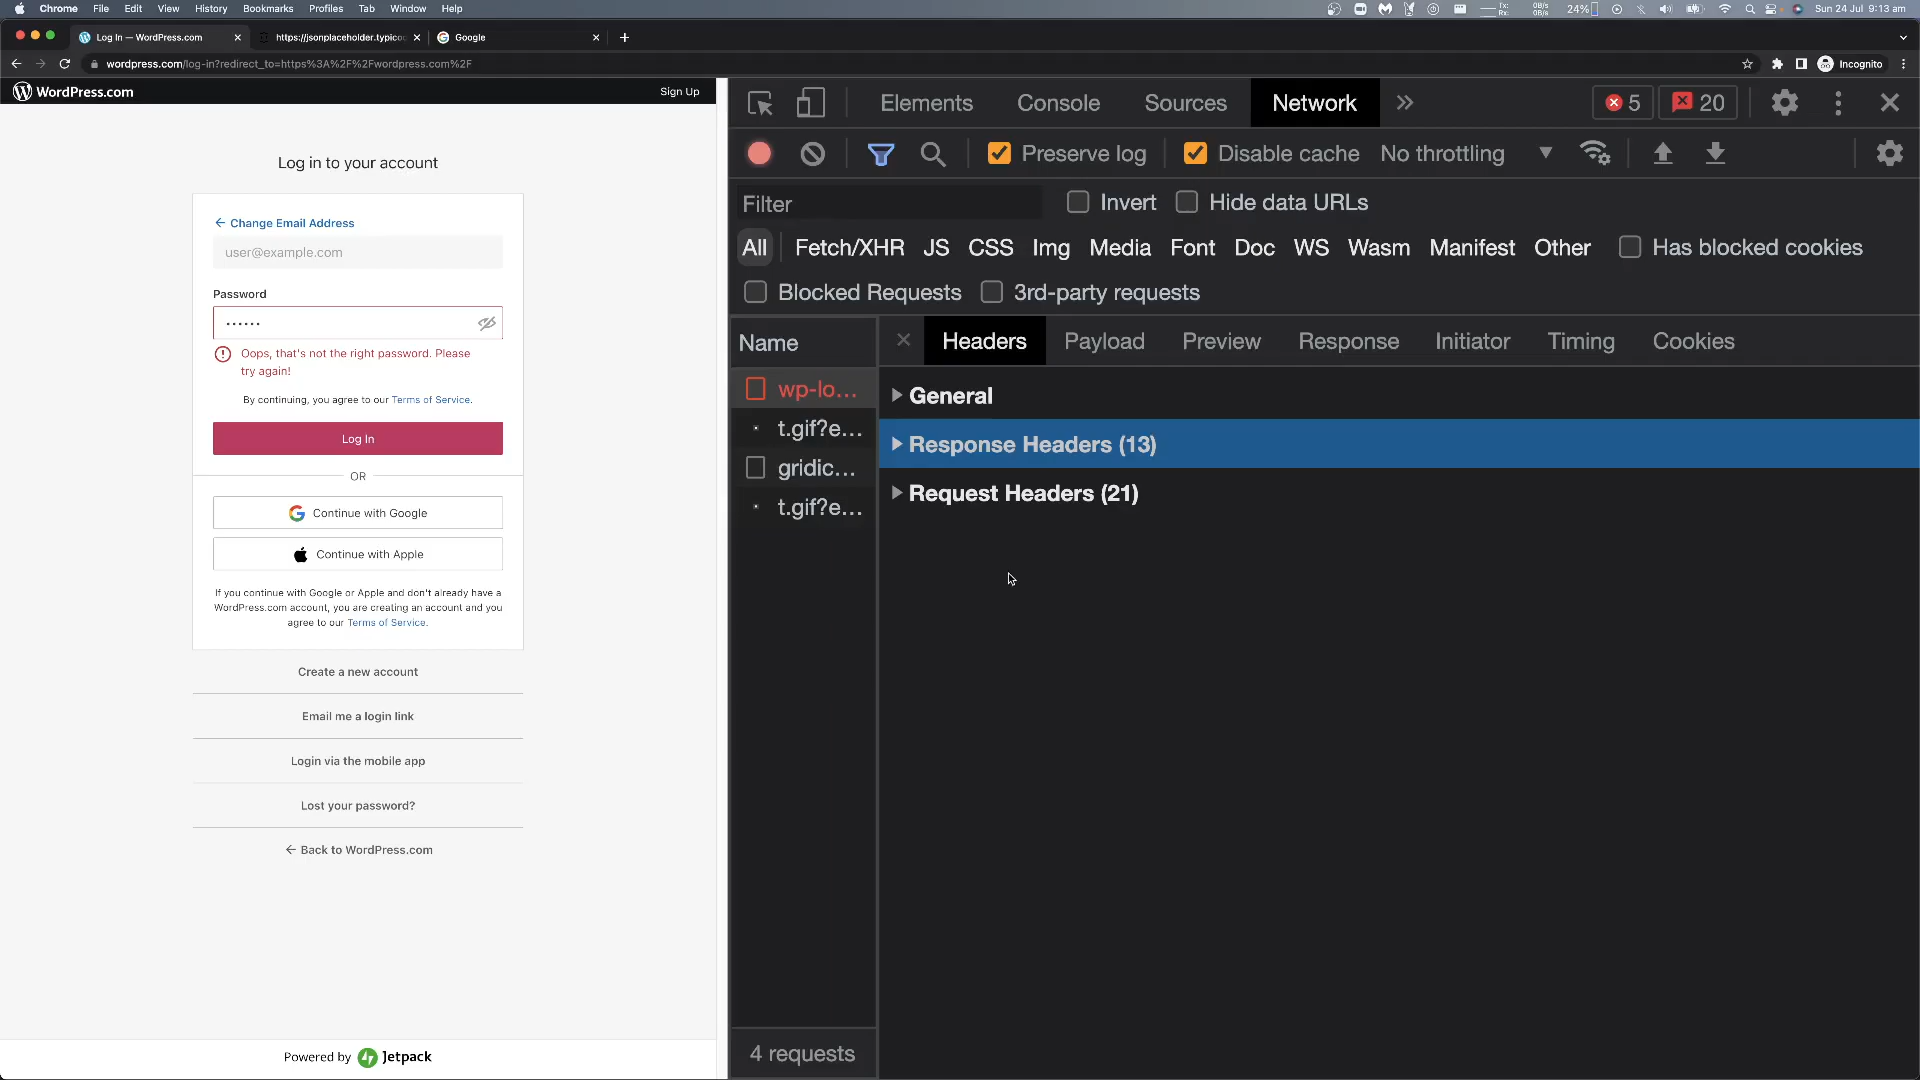 Chrome File Edit View History Bookmarks Profiles Tab Window Help
Tx: Rx: 0B/s 0B/s 24% Sun 24 Jul 9:13 am
Log In — WordPress.com
https://jsonplaceholder.typico
Google
wordpress.com/log-in?redirect_to=https%3A%2F%2Fwordpress.com%2F
Incognito
WordPress.com
Sign Up
Log in to your account
Change Email Address
user@example.com
Password
Oops, that's not the right password. Please
try again!
By continuing, you agree to our Terms of Service.
Log In
OR
Continue with Google
Continue with Apple
If you continue with Google or Apple and don't already have a
WordPress.com account, you are creating an account and you
agree to our Terms of Service.
Create a new account
Email me a login link
Login via the mobile app
Lost your password?
Back to WordPress.com
Powered by Jetpack
Elements Console Sources Network 5 20
Preserve log Disable cache No throttling
Filter Invert Hide data URLs
All Fetch/XHR JS CSS Img Media Font Doc WS Wasm Manifest Other Has blocked cookies
Blocked Requests 3rd-party requests
Name
wp-lo...
t.gif?e...
gridic...
t.gif?e...
4 requests
Headers Payload Preview Response Initiator Timing Cookies
General
Response Headers (13)
Request Headers (21)